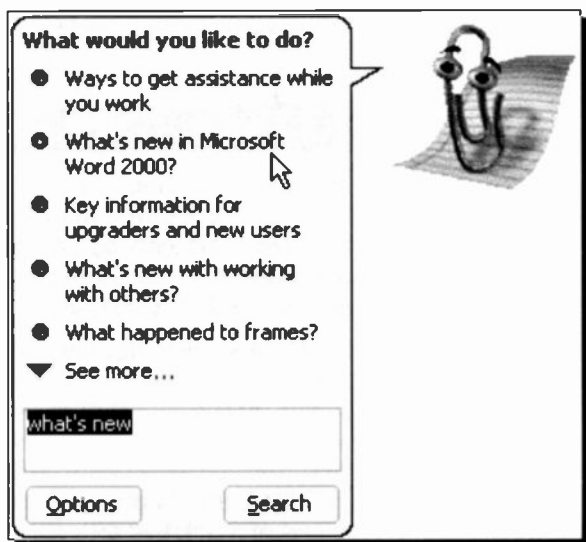 What would you like to do?
Ways to get assistance while
you work
What's new in Microsoft
Word 2000?
Key information for
upgraders and new users
What's new with working
with others?
What happened to frames?
See more...
what's new
Options Search